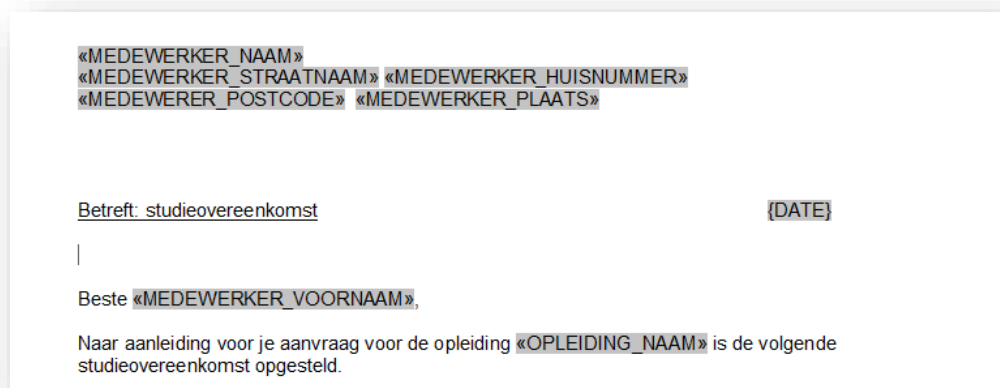 «MEDEWERKER_NAAM»
«MEDEWERKER_STRAATNAAM» «MEDEWERKER_HUISNUMMER»
«MEDEWERER_POSTCODE» «MEDEWERKER_PLAATS»
Betreft: studieovereenkomst {DATE}
Beste «MEDEWERKER_VOORNAAM»,
Naar aanleiding voor je aanvraag voor de opleiding «OPLEIDING_NAAM» is de volgende
studieovereenkomst opgesteld.